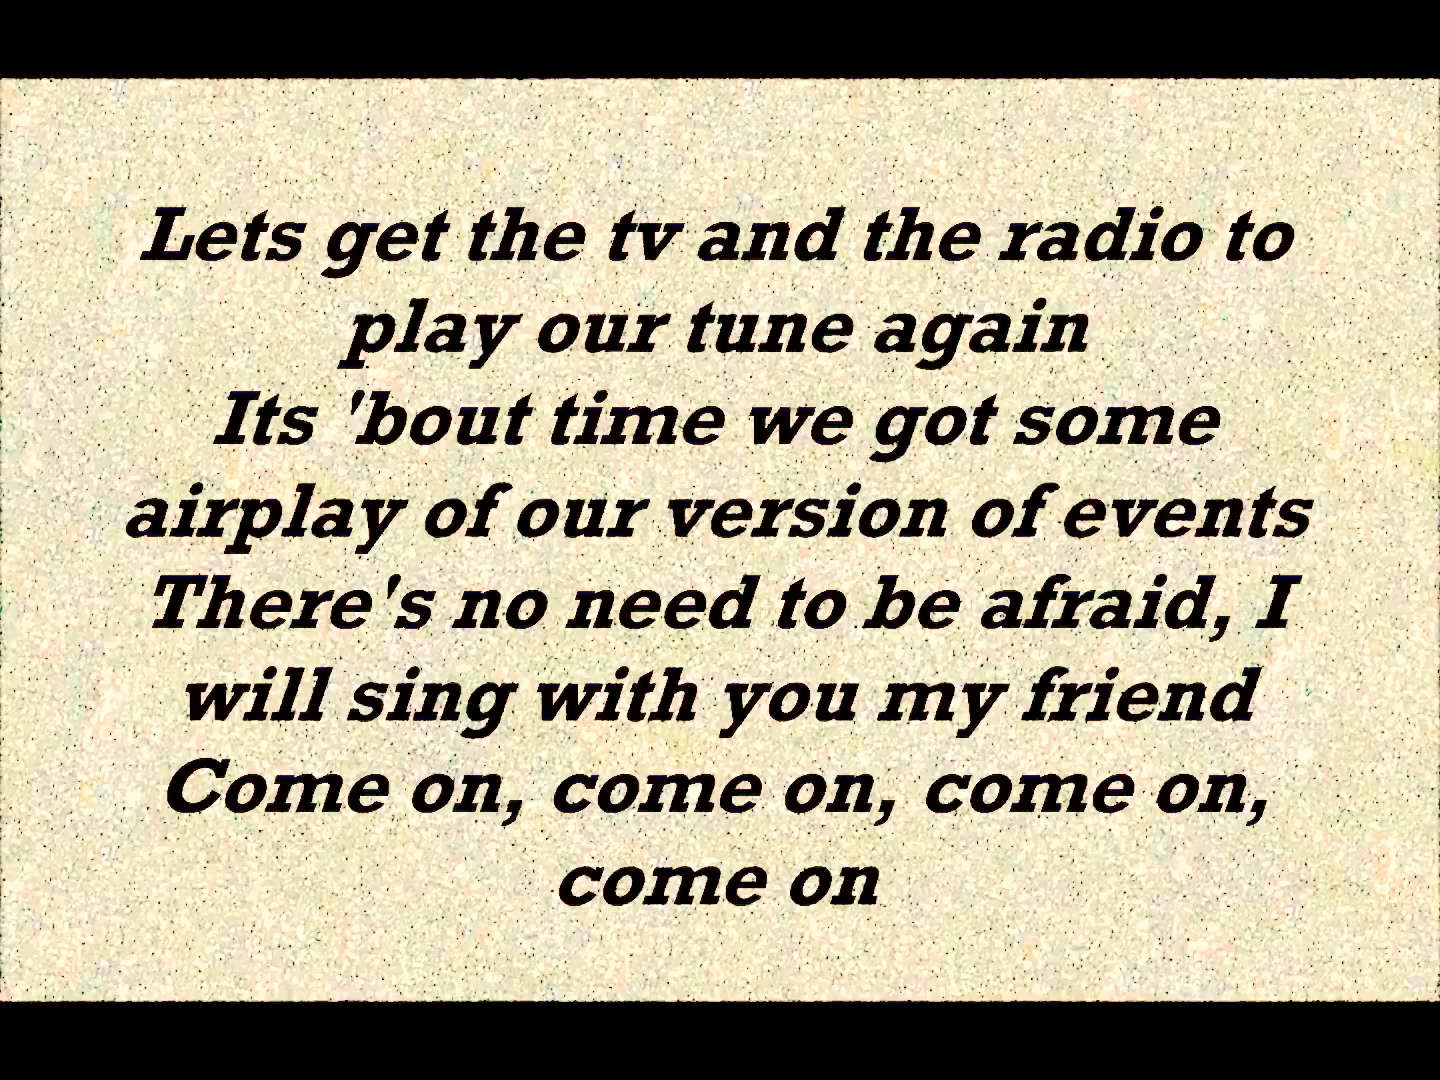 Lets get the tv and the radio to
play our tune again
Its 'bout time we got some
airplay of our version of events
There's no need to be afraid, I
will sing with you my friend
Come on, come on, come on,
come on